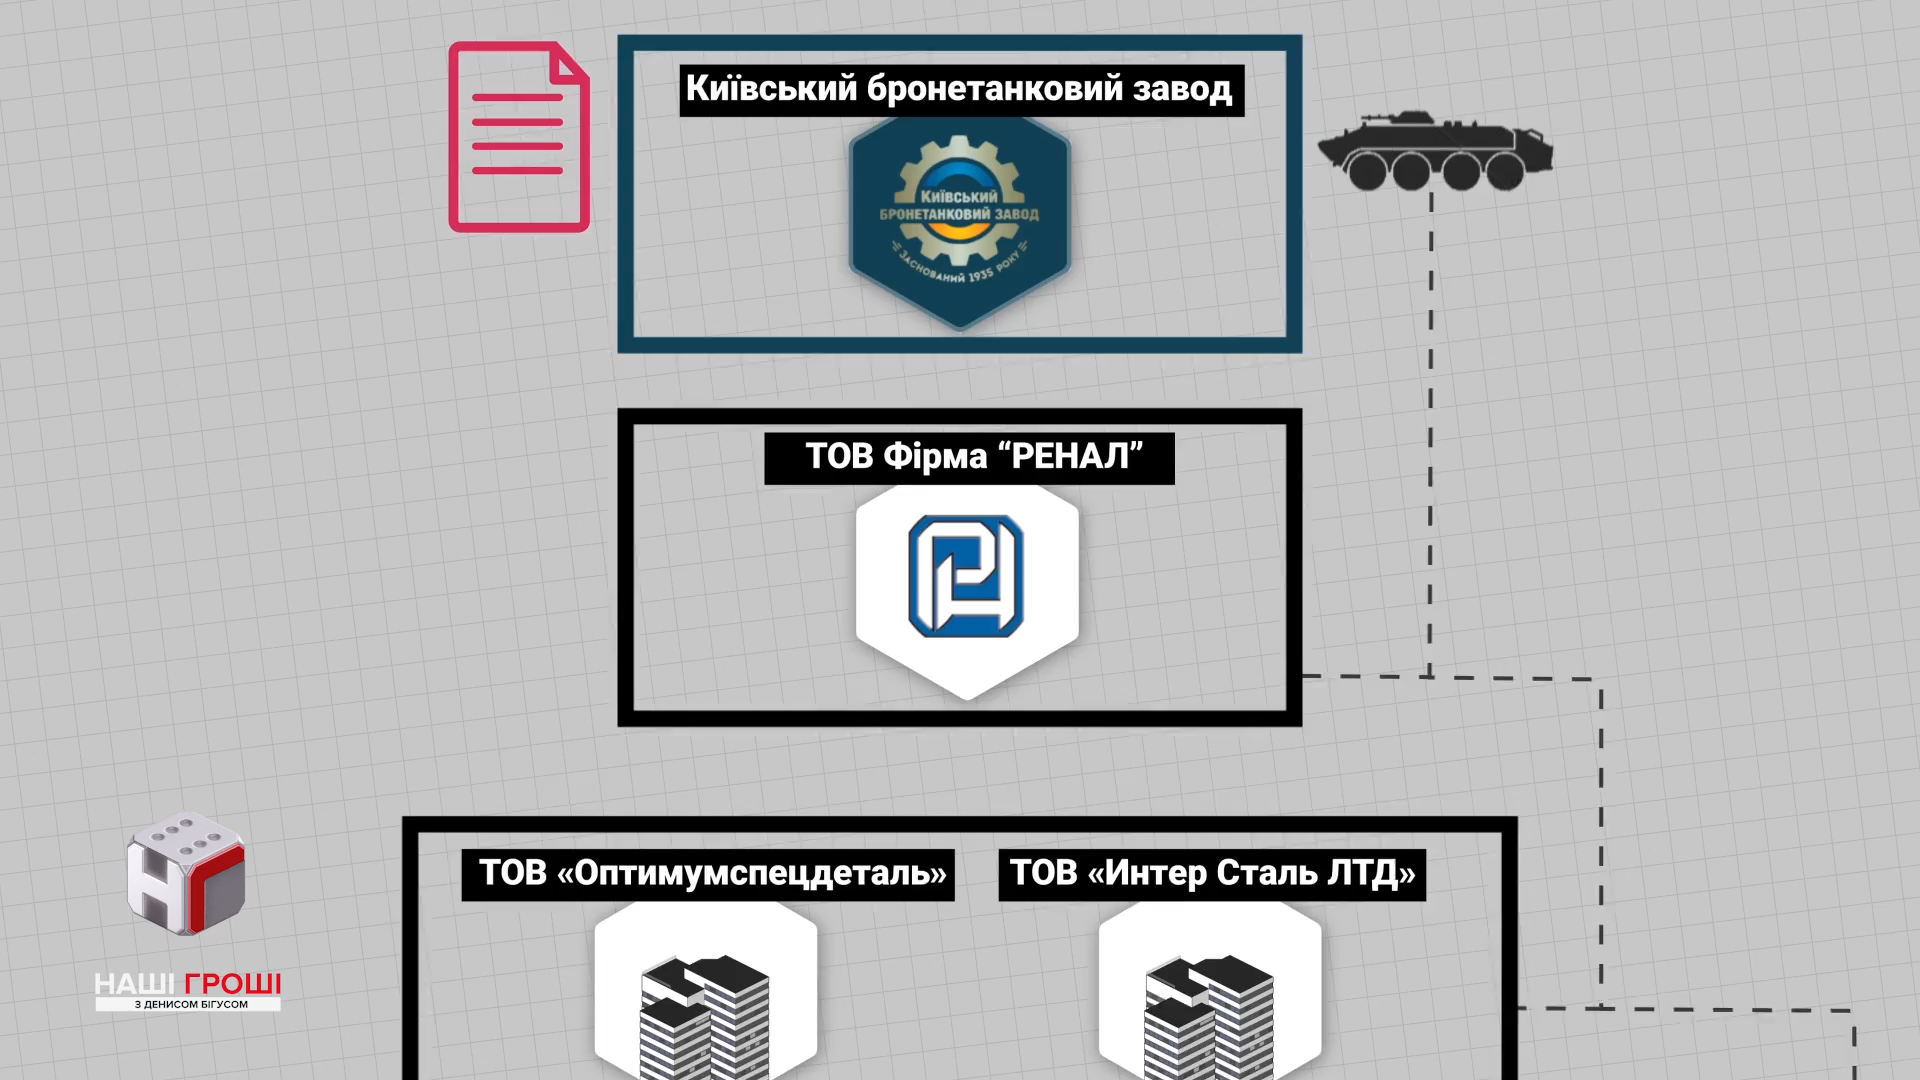 Київський бронетанковий завод
КИЇВСЬКИЙ
БРОНЕТАНКОВИЙ ЗАВОД
ЗАСНОВАНИЙ 1935 РОКУ
ТОВ Фірма “РЕНАЛ”
ТОВ «Оптимумспецдеталь»
ТОВ «Интер Сталь ЛТД»
НАШІ ГРОШІ
З ДЕНИСОМ БІГУСОМ